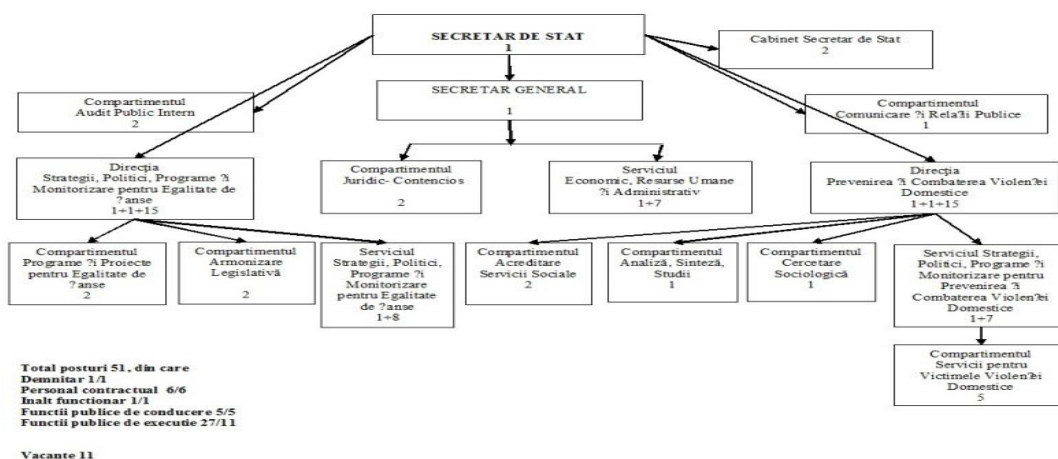 SECRETAR DE STAT
1
Cabinet Secretar de Stat
2
SECRETAR GENERAL
1
Compartimentul
Audit Public Intern
2
Compartimentul
Comunicare ?i Rela?ii Publice
1
Direcția
Strategii, Politici, Programe ?i
Monitorizare pentru Egalitate de
?anse
1+1+15
Compartimentul
Juridic- Contencios
2
Serviciul
Economic, Resurse Umane
?i Administrativ
1+7
Direcția
Prevenirea ?i Combaterea Violen?ei
Domestice
1+1+15
Compartimentul
Programe ?i Proiecte
pentru Egalitate de
?anse
2
Compartimentul
Armonizare
Legislativă
2
Serviciul
Strategii, Politici,
Programe ?i
Monitorizare
pentru Egalitate
de ?anse
1+8
Compartimentul
Acreditare
Servicii Sociale
2
Compartimentul
Analiză, Sinteză,
Studii
1
Compartimentul
Cercetare
Sociologică
1
Serviciul Strategii,
Politici, Programe ?i
Monitorizare pentru
Prevenirea ?i
Combaterea Violen?ei
Domestice
1+7
Compartimentul
Servicii pentru
Victimele Violen?ei
Domestice
5
Total posturi 51, din care
Demnitar 1/1
Personal contractual 6/6
Inalt functionar 1/1
Functii publice de conducere 5/5
Functii publice de executie 27/11
Vacante 11